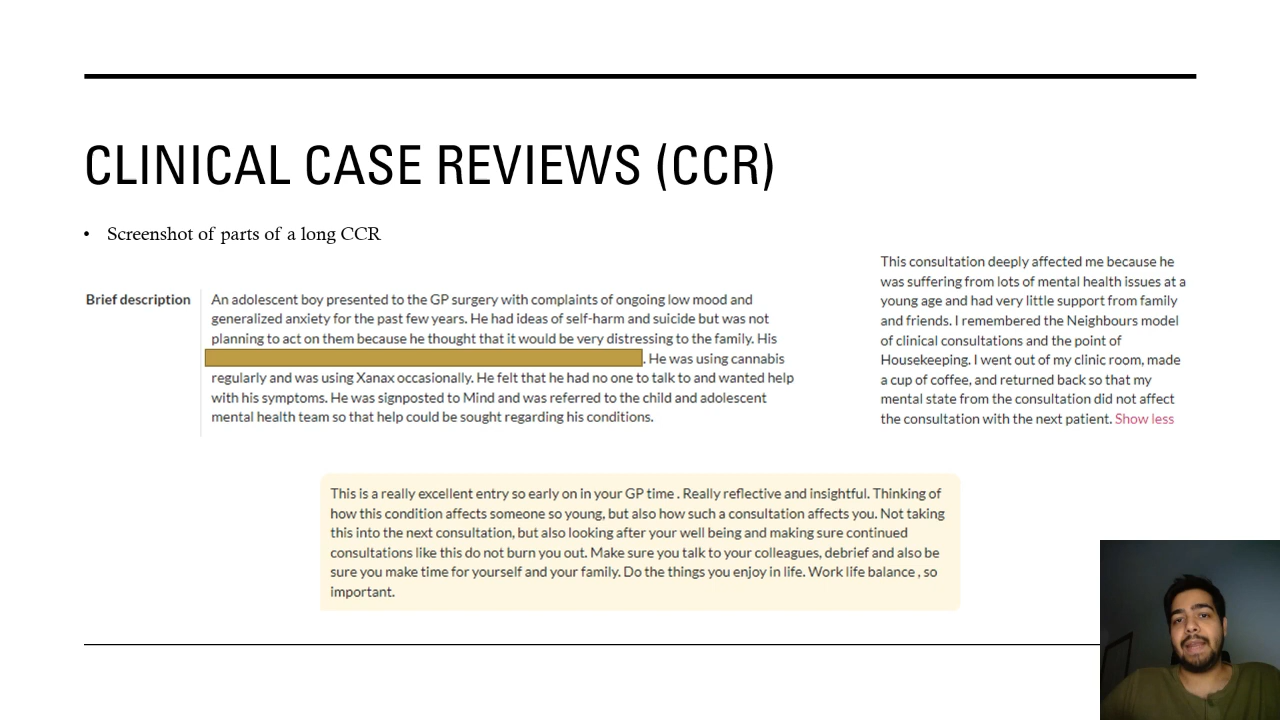 CLINICAL CASE REVIEWS (CCR)
• Screenshot of parts of a long CCR
Brief description
An adolescent boy presented to the GP surgery with complaints of ongoing low mood and
generalized anxiety for the past few years. He had ideas of self-harm and suicide but was not
planning to act on them because he thought that it would be very distressing to the family. His
. He was using cannabis
regularly and was using Xanax occasionally. He felt that he had no one to talk to and wanted help
with his symptoms. He was signposted to Mind and was referred to the child and adolescent
mental health team so that help could be sought regarding his conditions.
This consultation deeply affected me because he
was suffering from lots of mental health issues at a
young age and had very little support from family
and friends. I remembered the Neighbours model
of clinical consultations and the point of
Housekeeping. I went out of my clinic room, made
a cup of coffee, and returned back so that my
mental state from the consultation did not affect
the consultation with the next patient. Show less
This is a really excellent entry so early on in your GP time . Really reflective and insightful. Thinking of
how this condition affects someone so young, but also how such a consultation affects you. Not taking
this into the next consultation, but also looking after your well being and making sure continued
consultations like this do not burn you out. Make sure you talk to your colleagues, debrief and also be
sure you make time for yourself and your family. Do the things you enjoy in life. Work life balance , so
important.